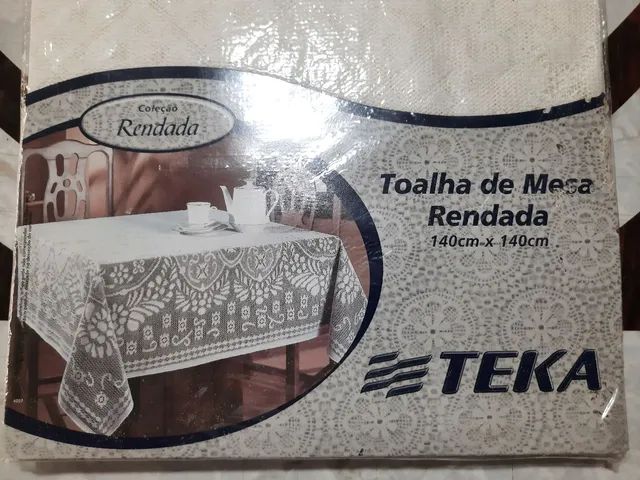 Coleção
Rendada
Toalha de Mesa
Rendada
140cm x 140cm
TEKA